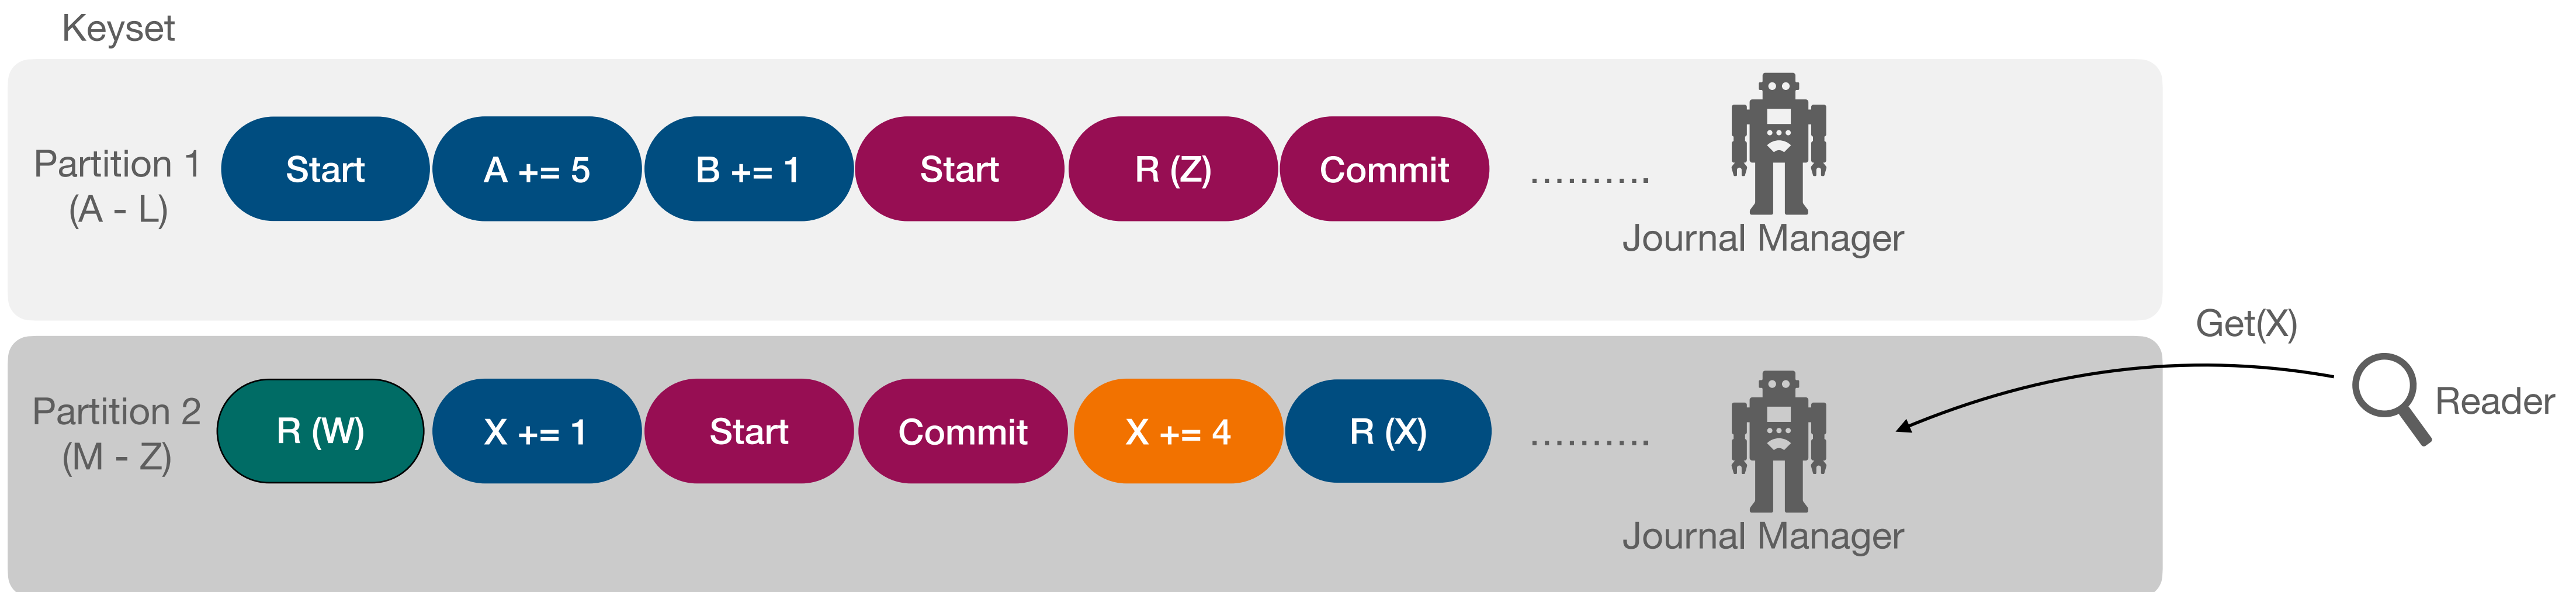 Keyset
Partition 1
(A - L)
Start
A += 5
B += 1
Start
R (Z)
Commit
..........
Journal Manager
Partition 2
(M - Z)
R (W)
X += 1
Start
Commit
X += 4
R (X)
..........
Journal Manager
Get(X)
Reader